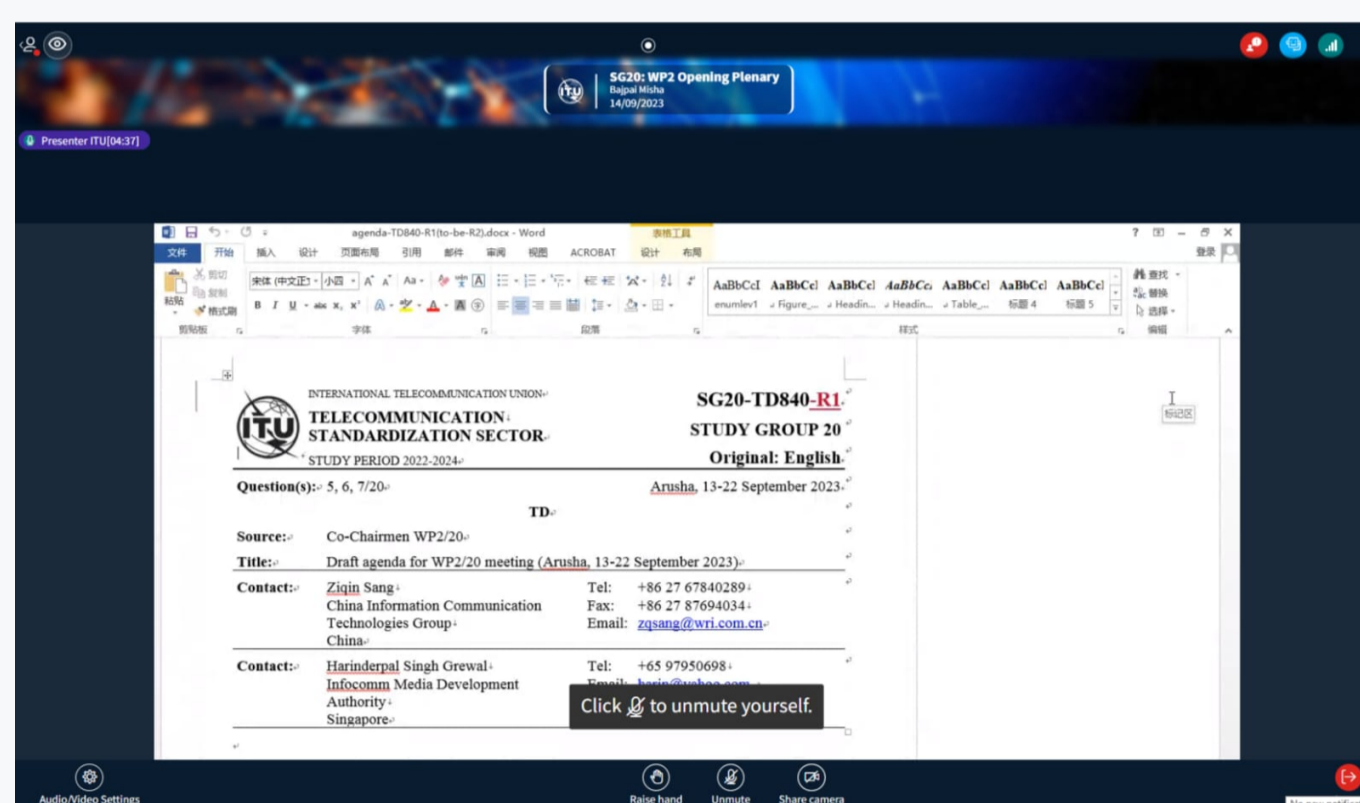 SG20: WP2 Opening Plenary
Bajpai Misha
14/09/2023
Presenter ITU[04:37]
agenda-TD840-R1(to-be-R2).docx - Word
表格工具
文件 开始 插入 设计 页面布局 引用 邮件 审阅 视图 ACROBAT 设计 布局 登录
剪切
复制
粘贴 格式刷
宋体 (中文正 小四
AaBbCcI AaBbCcI AaBbCcI AaBbCc AaBbCcI AaBbCcI AaBbCcI
enumlev1 Figure_... Headin... Headin... Table_... 标题 4 标题 5
查找
替换
选择
剪贴板 字体 段落 样式 编辑
INTERNATIONAL TELECOMMUNICATION UNION
ITU
TELECOMMUNICATION
STANDARDIZATION SECTOR
STUDY PERIOD 2022-2024
SG20-TD840-R1
STUDY GROUP 20
Original: English
标记区
Question(s): 5, 6, 7/20 Arusha, 13-22 September 2023
TD
Source: Co-Chairmen WP2/20
Title: Draft agenda for WP2/20 meeting (Arusha, 13-22 September 2023)
Contact: Ziqin Sang Tel: +86 27 67840289
China Information Communication Fax: +86 27 87694034
Technologies Group Email: zqsang@wri.com.cn
China
Contact: Harinderpal Singh Grewal Tel: +65 97950698
Infocomm Media Development Email:
Authority
Singapore
Click to unmute yourself.
Audio/Video Settings Raise hand Unmute Share camera